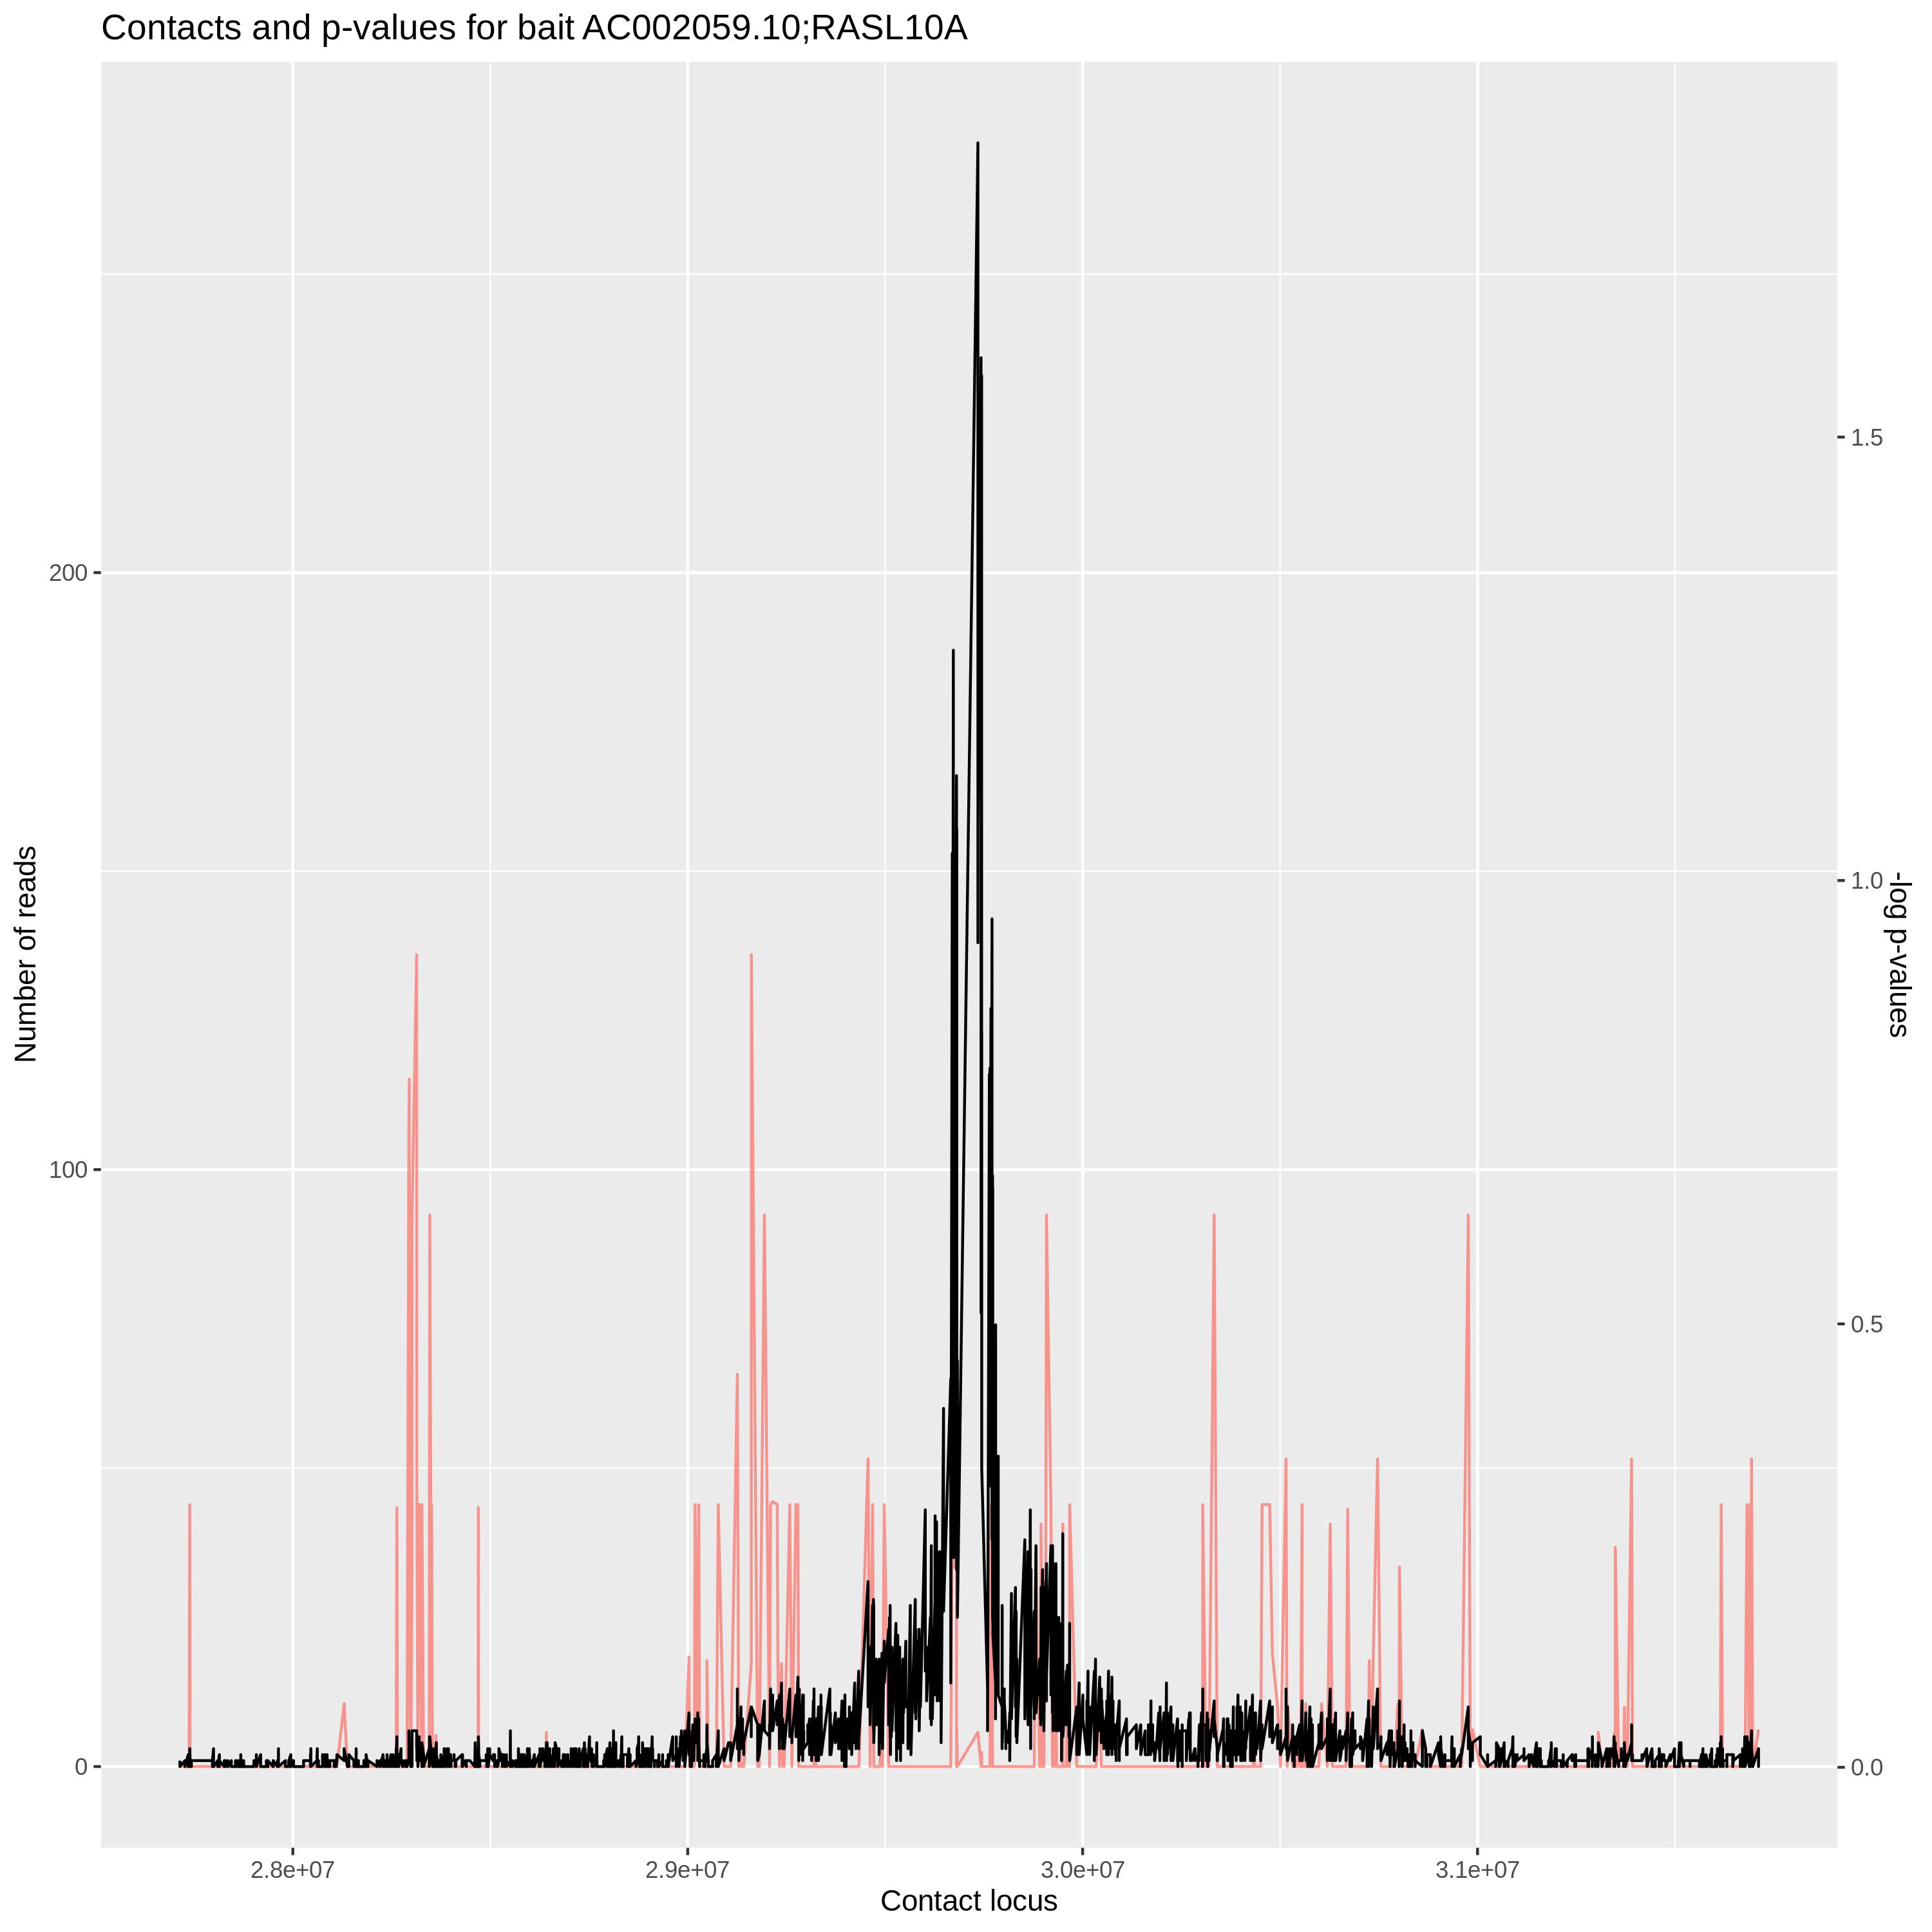 Contacts and p-values for bait AC002059.10;RASL10A
Number of reads
200
100
0
1.5
1.0
0.5
0.0
-log p-values
2.8e+07 2.9e+07 3.0e+07 3.1e+07
Contact locus